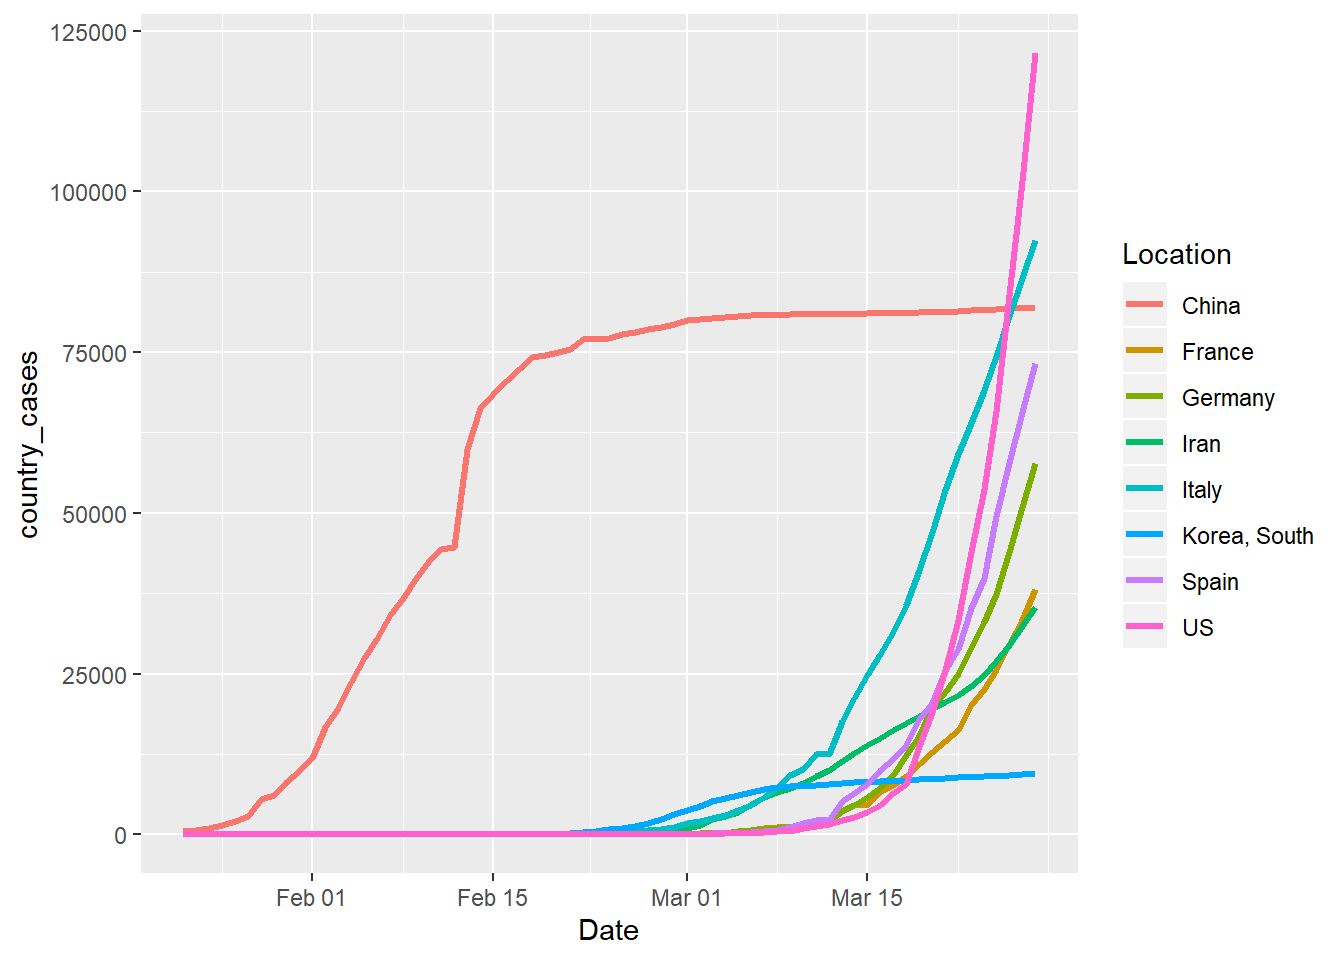 125000
100000
75000
50000
25000
0
country_cases
Feb 01
Feb 15
Mar 01
Mar 15
Date
Location
China
France
Germany
Iran
Italy
Korea, South
Spain
US